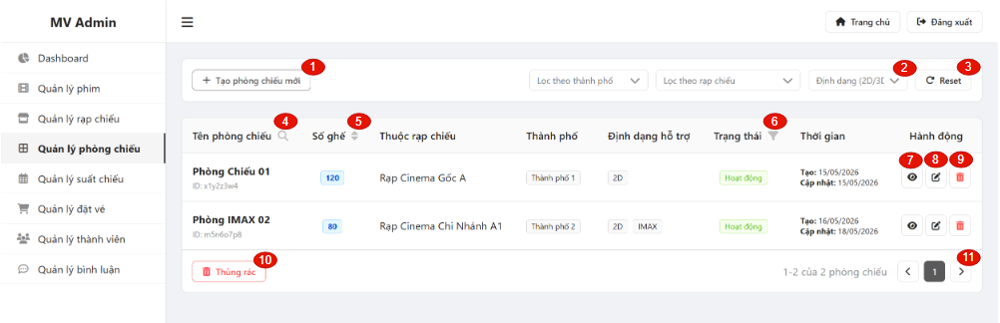 MV Admin
Trang chủ
Đăng xuất
Dashboard
Quản lý phim
Quản lý rạp chiếu
Quản lý phòng chiếu
Quản lý suất chiếu
Quản lý đặt vé
Quản lý thành viên
Quản lý bình luận
1
2
3
+ Tạo phòng chiếu mới
Lọc theo thành phố
Lọc theo rạp chiếu
Định dạng (2D/3D
Reset
4
5
6
Tên phòng chiếu
Số ghế
Thuộc rạp chiếu
Thành phố
Định dạng hỗ trợ
Trạng thái
Thời gian
Hành động
7
8
9
Phòng Chiếu 01
ID: x1y2z3w4
120
Rạp Cinema Gốc A
Thành phố 1
2D
Hoạt động
Tạo: 15/05/2026
Cập nhật: 15/05/2026
Phòng IMAX 02
ID: m5n6o7p8
80
Rạp Cinema Chi Nhánh A1
Thành phố 2
2D
IMAX
Hoạt động
Tạo: 16/05/2026
Cập nhật: 18/05/2026
10
11
Thùng rác
1-2 của 2 phòng chiếu
1